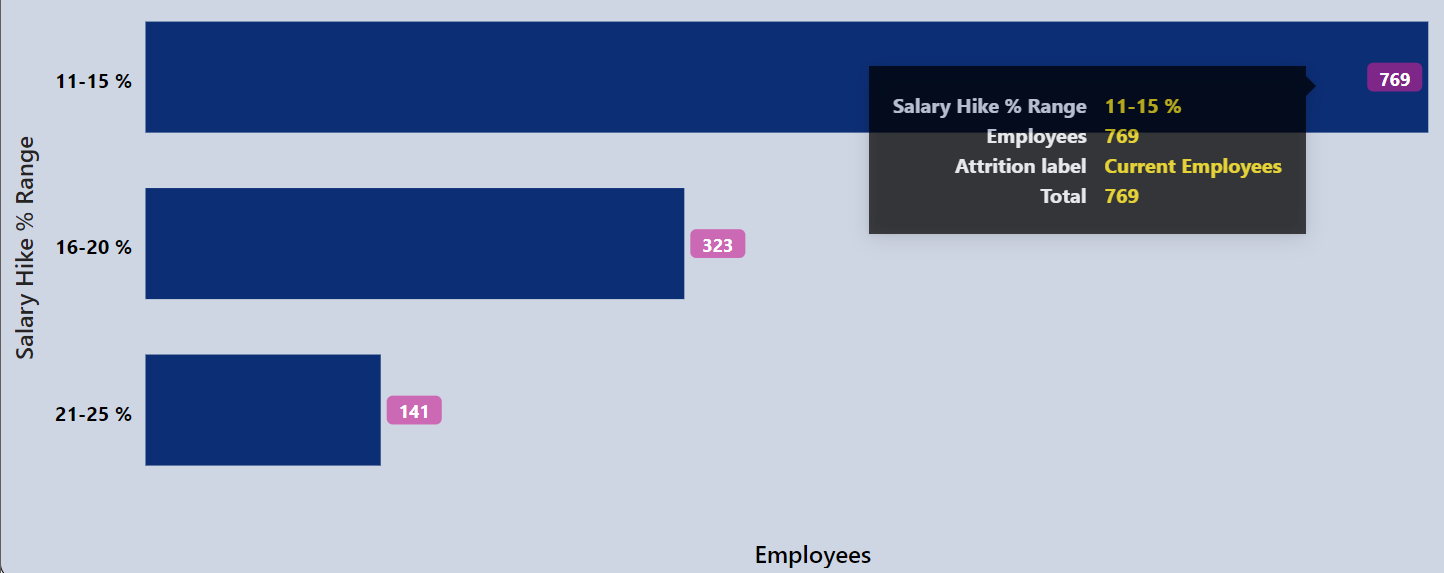 Salary Hike % Range
11-15 %
769
Salary Hike % Range 11-15 %
Employees 769
Attrition label Current Employees
Total 769
16-20 %
323
21-25 %
141
Employees